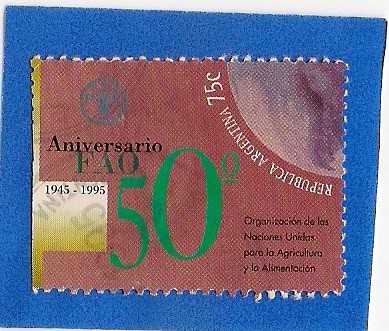 Aniversario
FAO
50º
1945 - 1995
REPUBLICA ARGENTINA 75C
Organización de las
Naciones Unidas
para la Agricultura
y la Alimentación